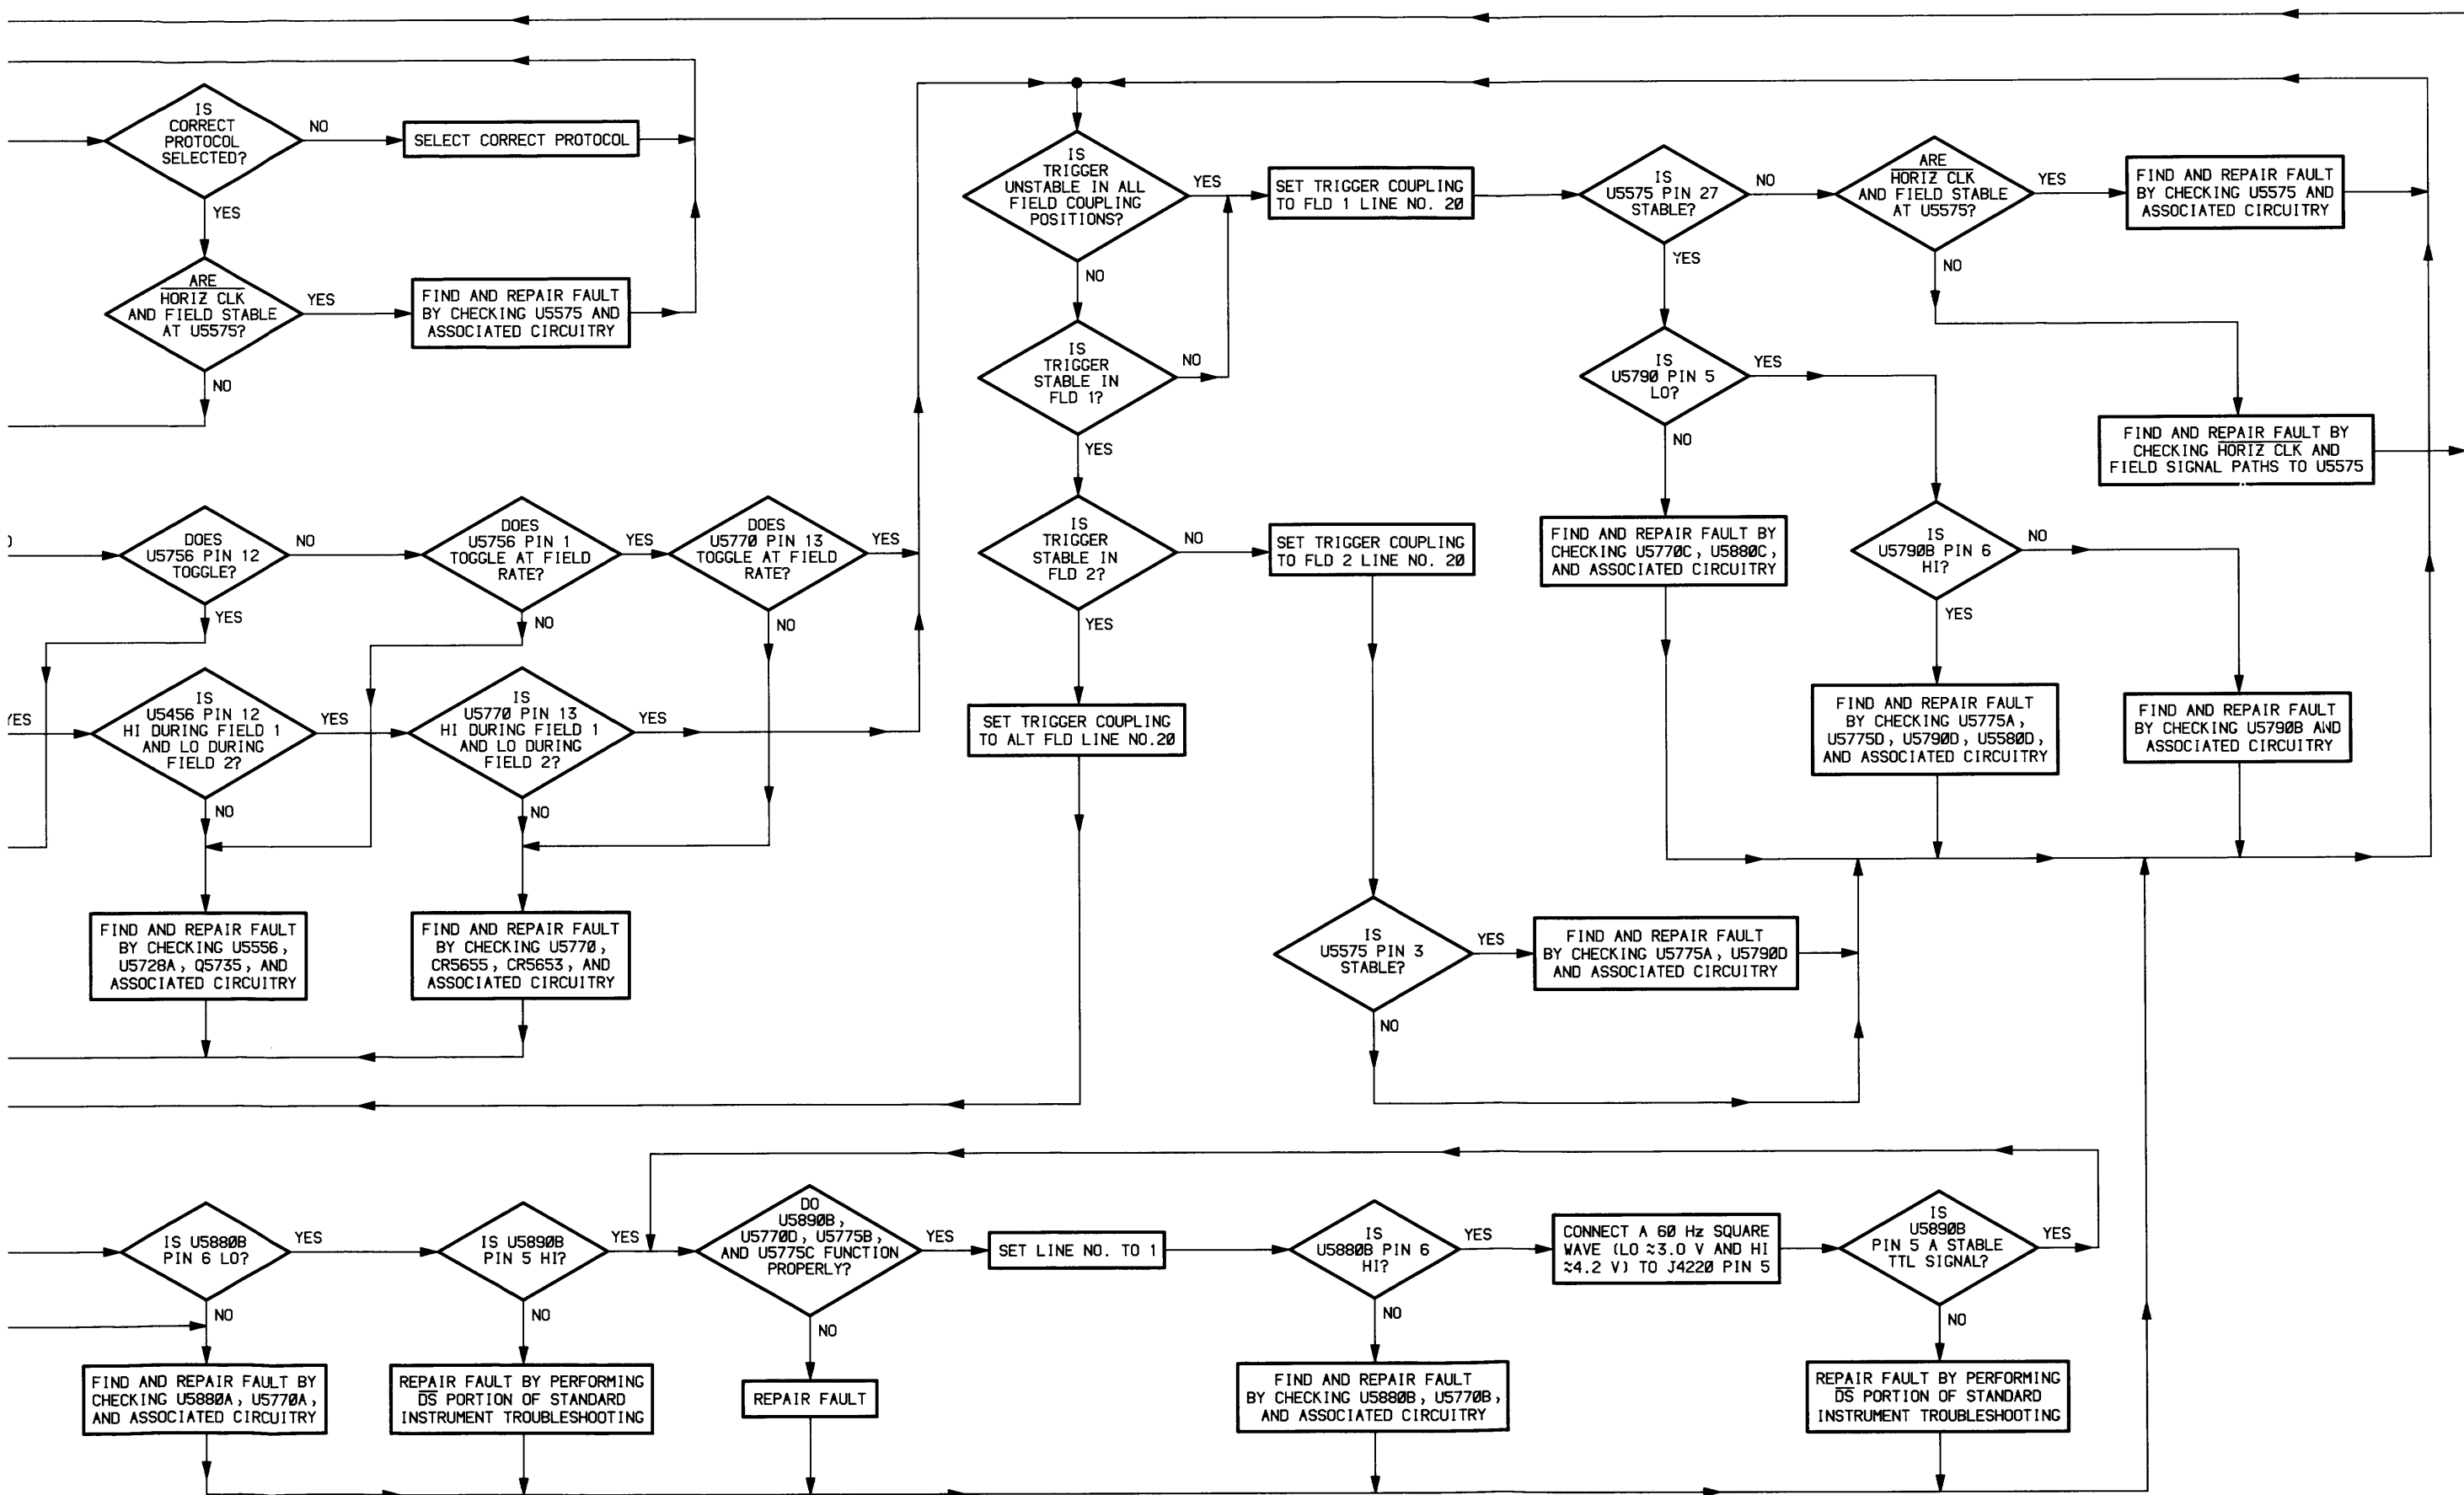 IS
CORRECT
PROTOCOL
SELECTED?
NO
SELECT CORRECT PROTOCOL
YES
ARE
HORIZ CLK
AND FIELD STABLE
AT U5575?
YES
FIND AND REPAIR FAULT
BY CHECKING U5575 AND
ASSOCIATED CIRCUITRY
NO
IS
TRIGGER
UNSTABLE IN ALL
FIELD COUPLING
POSITIONS?
YES
SET TRIGGER COUPLING
TO FLD 1 LINE NO. 20
NO
IS
TRIGGER
STABLE IN
FLD 1?
NO
YES
IS
U5575 PIN 27
STABLE?
NO
ARE
HORIZ CLK
AND FIELD STABLE
AT U5575?
YES
FIND AND REPAIR FAULT
BY CHECKING U5575 AND
ASSOCIATED CIRCUITRY
YES
NO
IS
U5790 PIN 5
LO?
YES
NO
FIND AND REPAIR FAULT BY
CHECKING HORIZ CLK AND
FIELD SIGNAL PATHS TO U5575
DOES
U5756 PIN 12
TOGGLE?
NO
DOES
U5756 PIN 1
TOGGLE AT FIELD
RATE?
YES
DOES
U5770 PIN 13
TOGGLE AT FIELD
RATE?
YES
YES
NO
NO
IS
TRIGGER
STABLE IN
FLD 2?
NO
SET TRIGGER COUPLING
TO FLD 2 LINE NO. 20
YES
FIND AND REPAIR FAULT BY
CHECKING U5770C, U5880C,
AND ASSOCIATED CIRCUITRY
IS
U5790B PIN 6
HI?
NO
YES
YES
IS
U5456 PIN 12
HI DURING FIELD 1
AND LO DURING
FIELD 2?
YES
IS
U5770 PIN 13
HI DURING FIELD 1
AND LO DURING
FIELD 2?
YES
NO
NO
SET TRIGGER COUPLING
TO ALT FLD LINE NO.20
FIND AND REPAIR FAULT
BY CHECKING U5775A,
U5775D, U5790D, U5580D,
AND ASSOCIATED CIRCUITRY
FIND AND REPAIR FAULT
BY CHECKING U5790B AND
ASSOCIATED CIRCUITRY
FIND AND REPAIR FAULT
BY CHECKING U5556,
U5728A, Q5735, AND
ASSOCIATED CIRCUITRY
FIND AND REPAIR FAULT
BY CHECKING U5770,
CR5655, CR5653, AND
ASSOCIATED CIRCUITRY
IS
U5575 PIN 3
STABLE?
YES
FIND AND REPAIR FAULT
BY CHECKING U5775A, U5790D
AND ASSOCIATED CIRCUITRY
NO
IS U5880B
PIN 6 LO?
YES
IS U5890B
PIN 5 HI?
YES
DO
U5890B,
U5770D, U5775B,
AND U5775C FUNCTION
PROPERLY?
YES
SET LINE NO. TO 1
IS
U5880B PIN 6
HI?
YES
CONNECT A 60 Hz SQUARE
WAVE (LO ≈3.0 V AND HI
≈4.2 V) TO J4220 PIN 5
IS
U5890B
PIN 5 A STABLE
TTL SIGNAL?
YES
NO
NO
NO
NO
NO
FIND AND REPAIR FAULT BY
CHECKING U5880A, U5770A,
AND ASSOCIATED CIRCUITRY
REPAIR FAULT BY PERFORMING
DS PORTION OF STANDARD
INSTRUMENT TROUBLESHOOTING
REPAIR FAULT
FIND AND REPAIR FAULT
BY CHECKING U5880B, U5770B,
AND ASSOCIATED CIRCUITRY
REPAIR FAULT BY PERFORMING
DS PORTION OF STANDARD
INSTRUMENT TROUBLESHOOTING